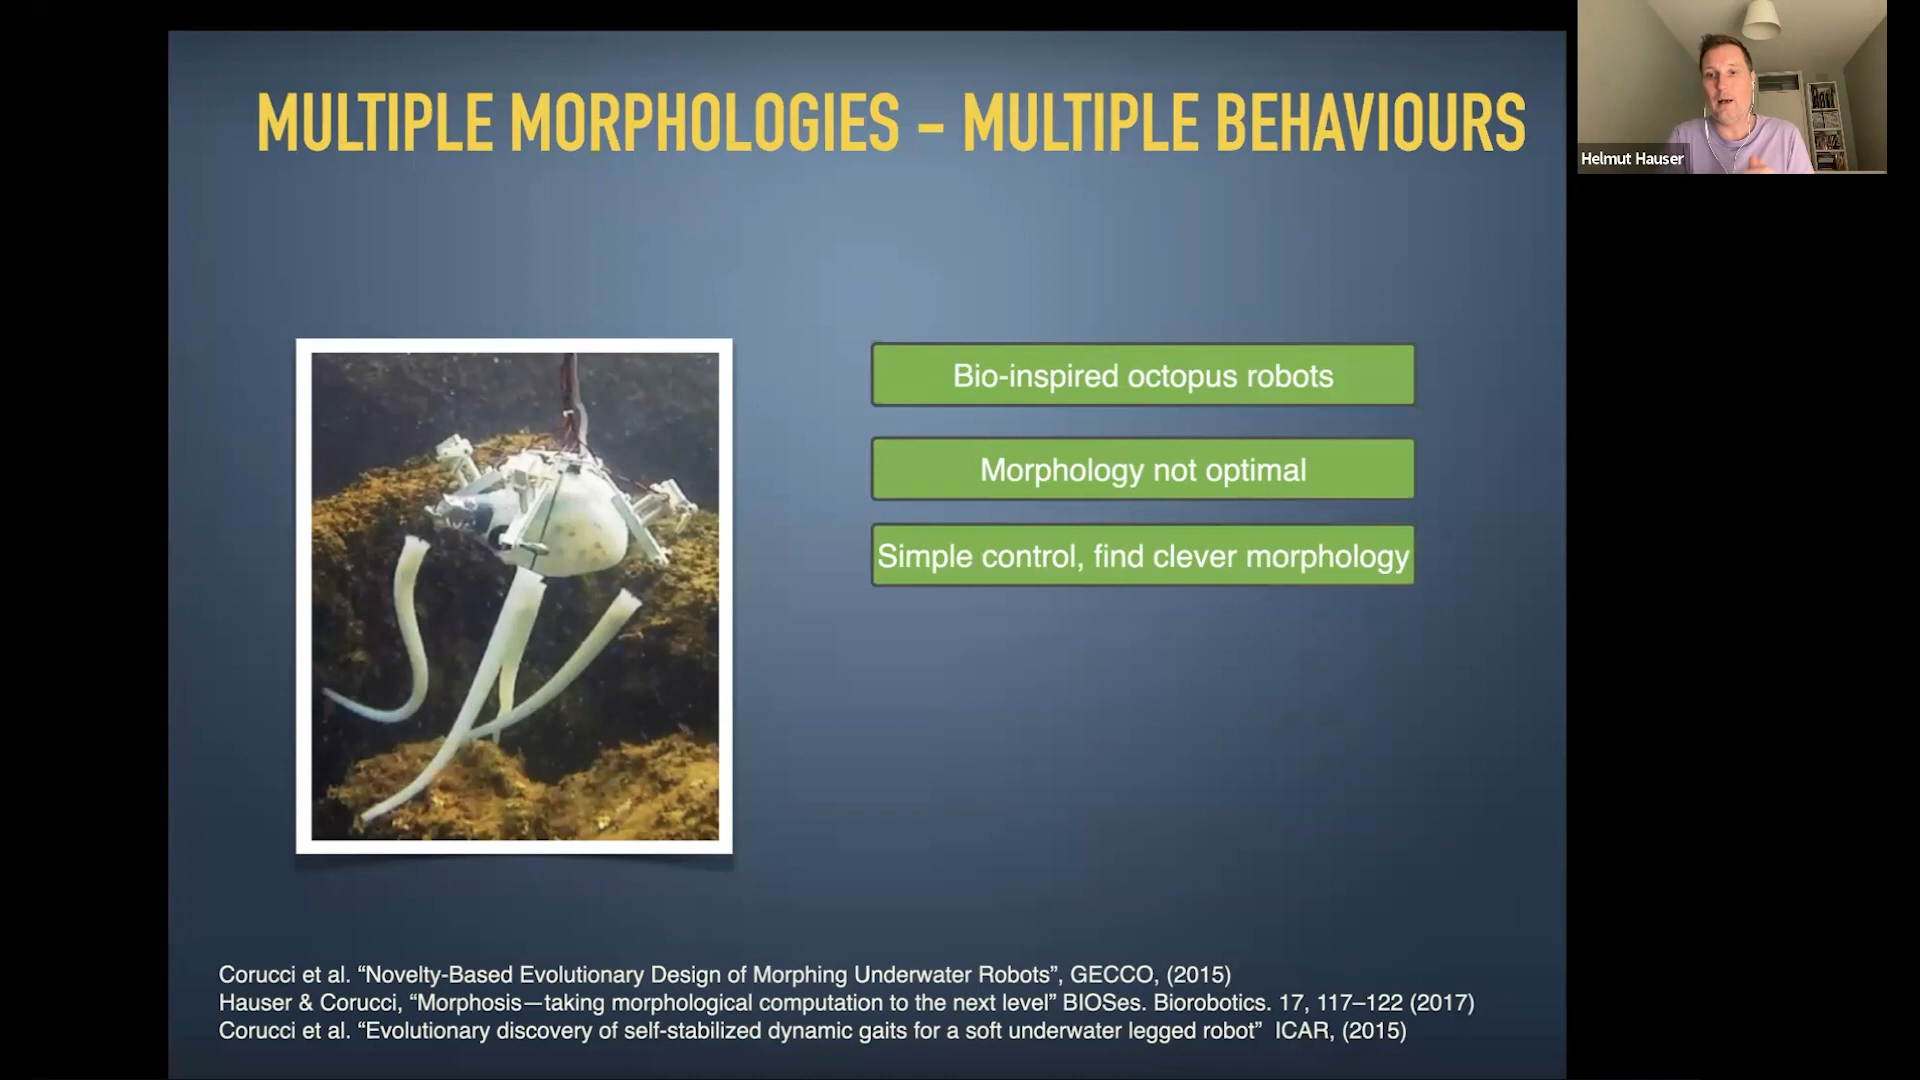 MULTIPLE MORPHOLOGIES – MULTIPLE BEHAVIOURS
Helmut Hauser
Bio-inspired octopus robots
Morphology not optimal
Simple control, find clever morphology
Corucci et al. “Novelty-Based Evolutionary Design of Morphing Underwater Robots”, GECCO, (2015)
Hauser & Corucci, “Morphosis—taking morphological computation to the next level” BIOSes. Biorobotics. 17, 117–122 (2017)
Corucci et al. “Evolutionary discovery of self-stabilized dynamic gaits for a soft underwater legged robot” ICAR, (2015)